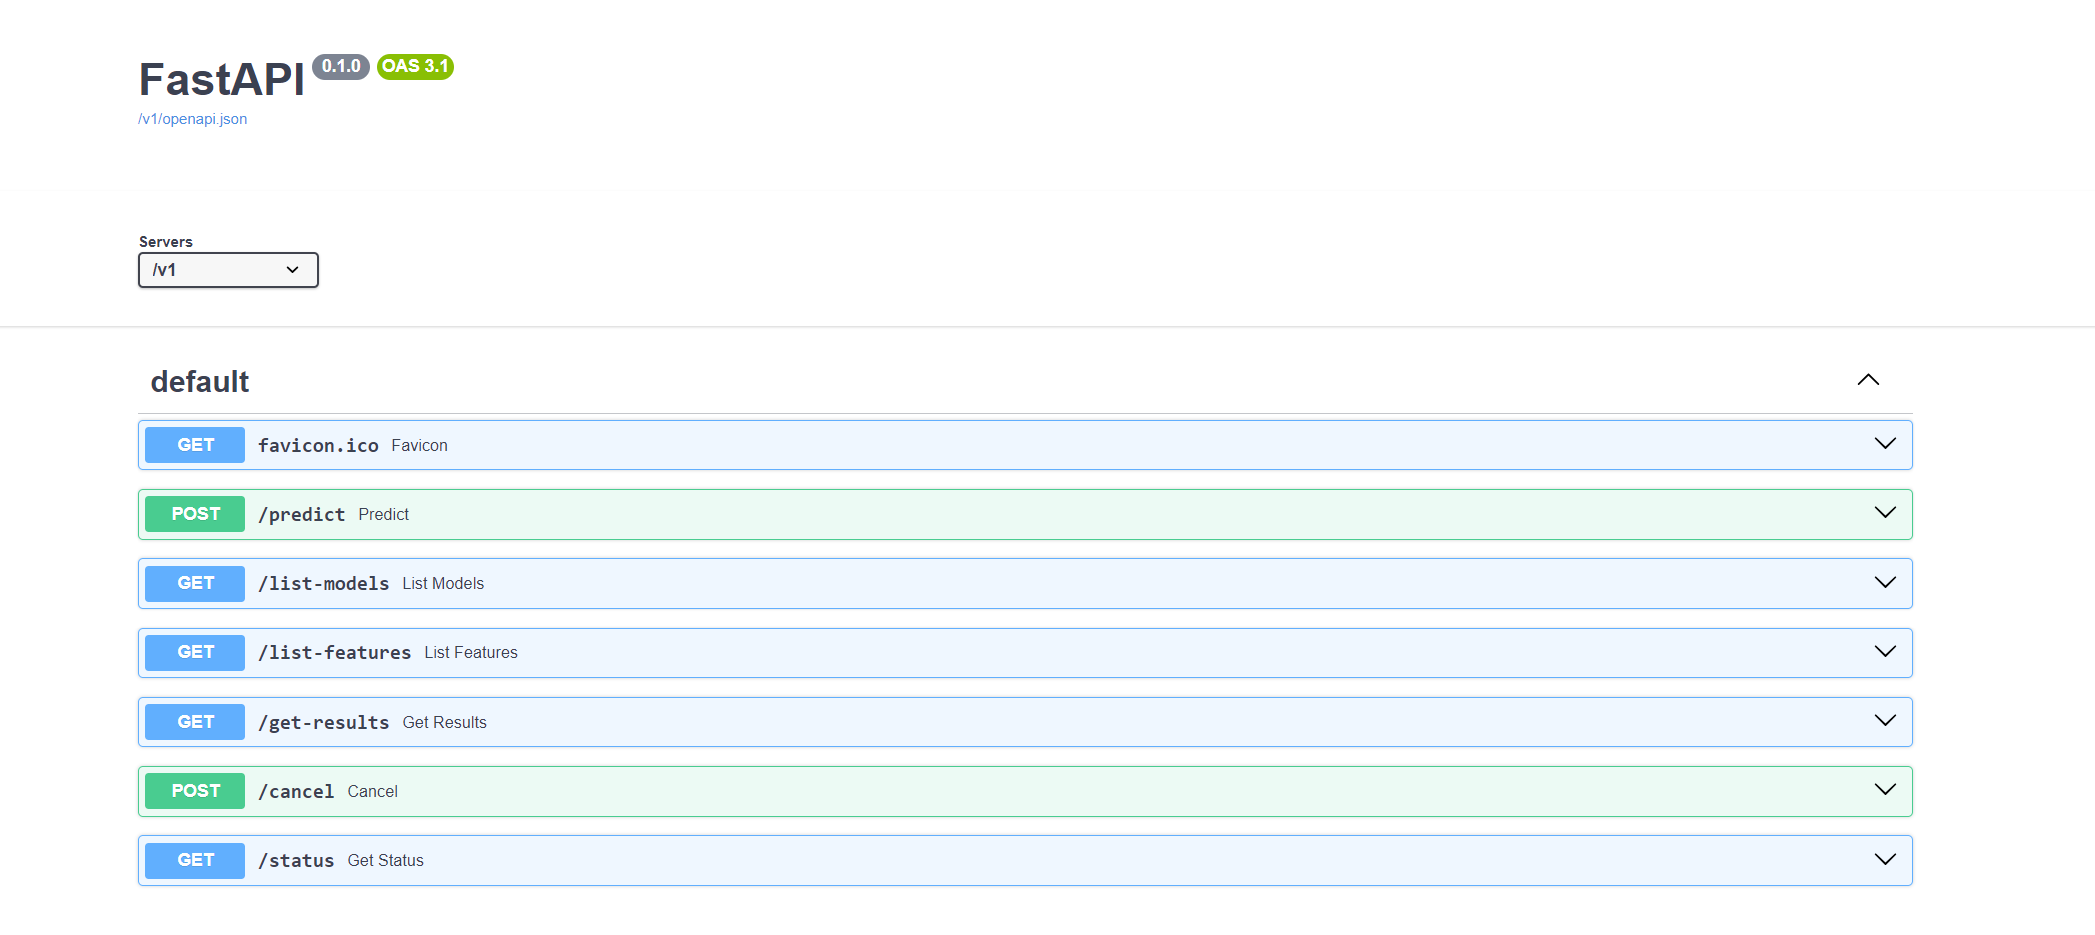 FastAPI 0.1.0 OAS 3.1
/v1/openapi.json
Servers
/v1
default
GET favicon.ico Favicon
POST /predict Predict
GET /list-models List Models
GET /list-features List Features
GET /get-results Get Results
POST /cancel Cancel
GET /status Get Status